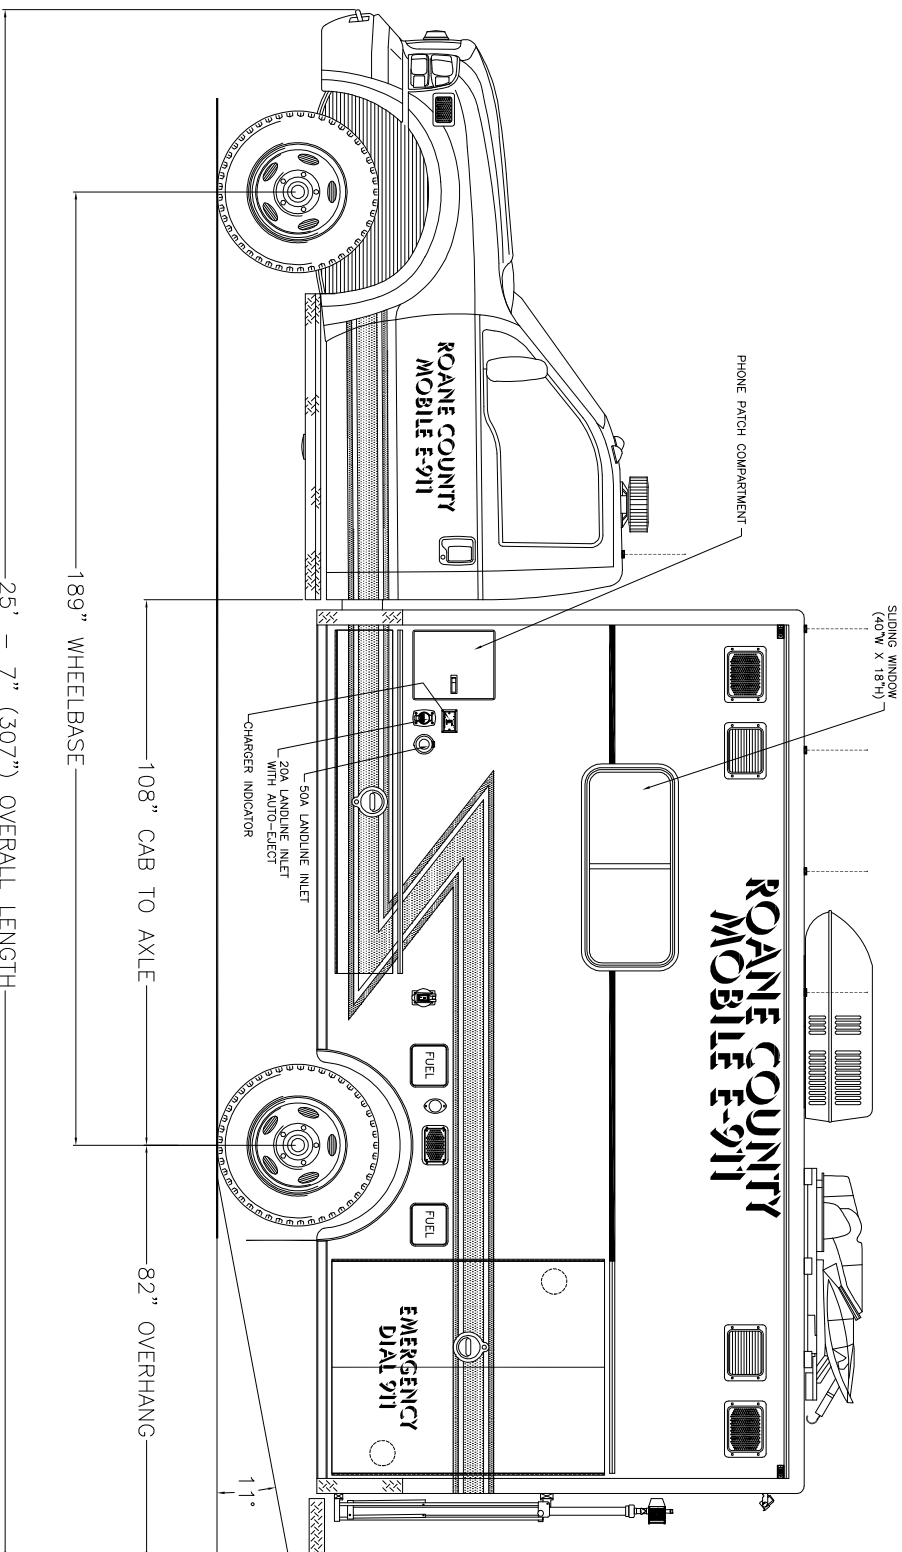 SLIDING WINDOW
(40"W X 18"H)
PHONE PATCH COMPARTMENT
ROANE COUNTY
MOBILE E-911
ROANE COUNTY
MOBILE E-911
FUEL
FUEL
EMERGENCY
DIAL 911
50A LANDLINE INLET
20A LANDLINE INLET
WITH AUTO-EJECT
CHARGER INDICATOR
11°
108" CAB TO AXLE
82" OVERHANG
189" WHEELBASE
25' - 7" (307") OVERALL LENGTH